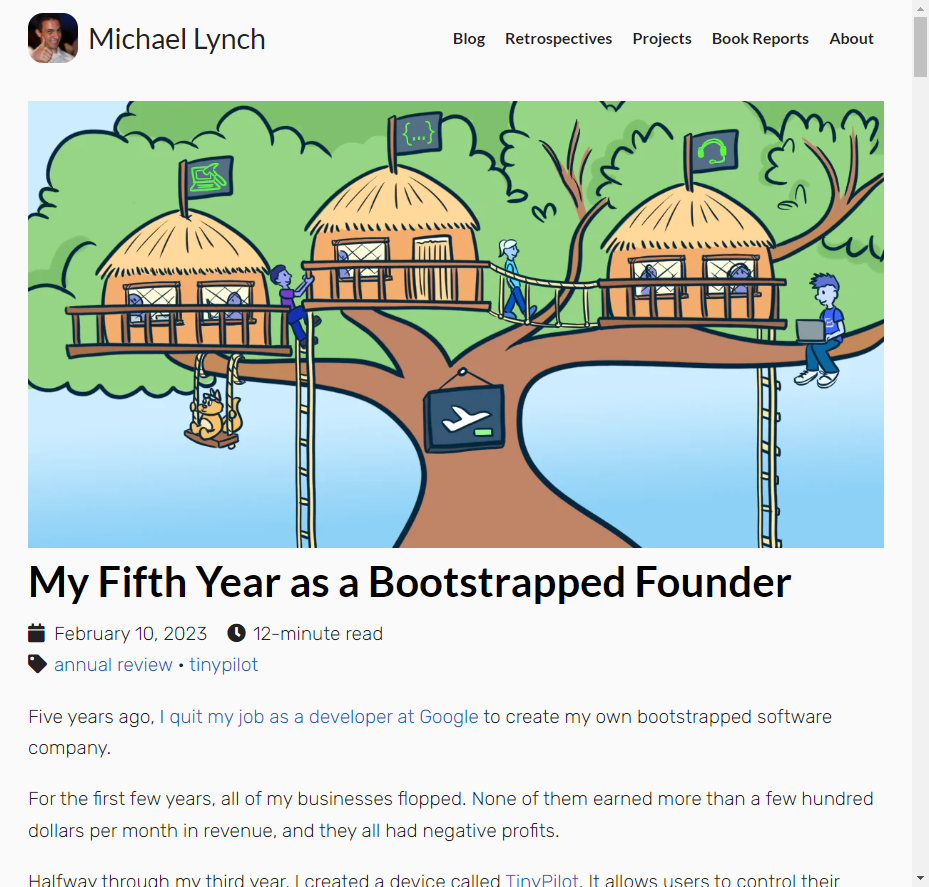 Michael Lynch
Blog Retrospectives Projects Book Reports About
{...}
My Fifth Year as a Bootstrapped Founder
February 10, 2023 12-minute read
annual review • tinypilot
Five years ago, I quit my job as a developer at Google to create my own bootstrapped software
company.
For the first few years, all of my businesses flopped. None of them earned more than a few hundred
dollars per month in revenue, and they all had negative profits.
Halfway through my third year, I created a device called TinyPilot. It allows users to control their